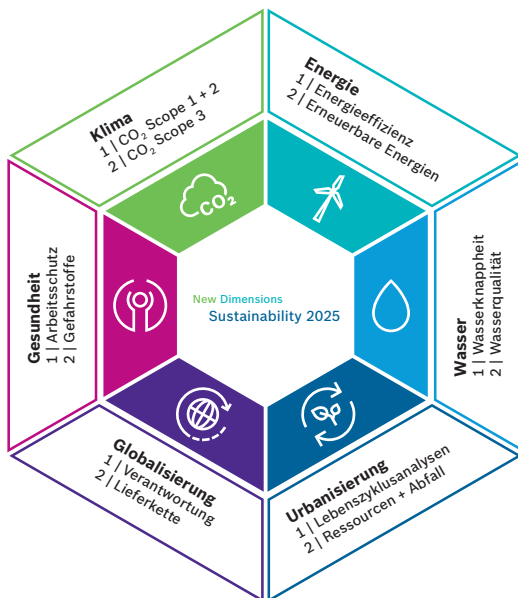 Klima
1 | CO₂ Scope 1 + 2
2 | CO₂ Scope 3
CO₂
Energie
1 | Energieeffizienz
2 | Erneuerbare Energien
Gesundheit
1 | Arbeitsschutz
2 | Gefahrstoffe
New Dimensions
Sustainability 2025
Wasser
1 | Wasserknappheit
2 | Wasserqualität
Globalisierung
1 | Verantwortung
2 | Lieferkette
Urbanisierung
1 | Lebenszyklusanalysen
2 | Ressourcen + Abfall